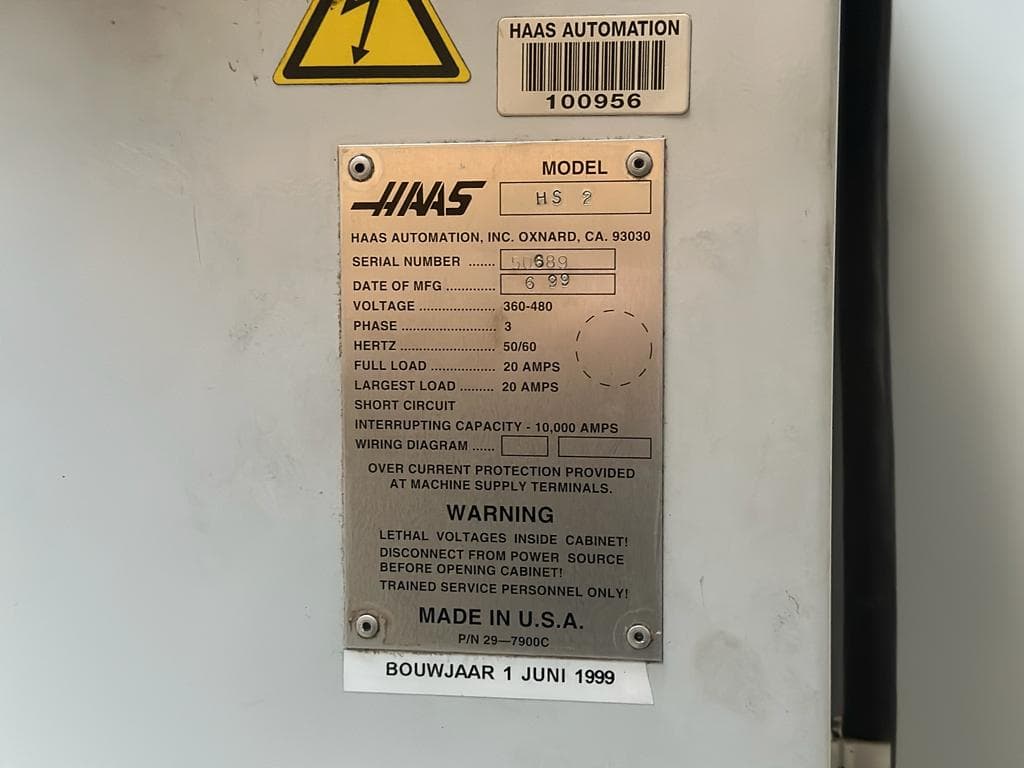 HAAS AUTOMATION
100956
MODEL
HAAS
HS 2
HAAS AUTOMATION, INC. OXNARD, CA. 93030
SERIAL NUMBER ....... 50689
DATE OF MFG ............ 6 99
VOLTAGE .................. 360-480
PHASE ....................... 3
HERTZ ....................... 50/60
FULL LOAD ................ 20 AMPS
LARGEST LOAD ........ 20 AMPS
SHORT CIRCUIT
INTERRUPTING CAPACITY - 10,000 AMPS
WIRING DIAGRAM ......
OVER CURRENT PROTECTION PROVIDED
AT MACHINE SUPPLY TERMINALS.
WARNING
LETHAL VOLTAGES INSIDE CABINET!
DISCONNECT FROM POWER SOURCE
BEFORE OPENING CABINET!
TRAINED SERVICE PERSONNEL ONLY!
MADE IN U.S.A.
P/N 29—7900C
BOUWJAAR 1 JUNI 1999